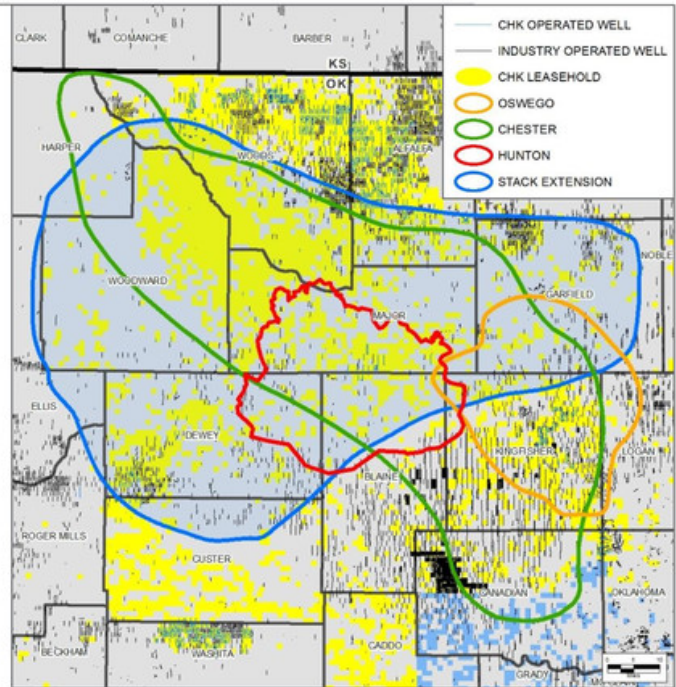 CLARK
COMANCHE
BARBER
CHK OPERATED WELL
INDUSTRY OPERATED WELL
CHK LEASEHOLD
OSWEGO
CHESTER
HUNTON
STACK EXTENSION
KS
OK
HARPER
WOODS
ALFALFA
NOBLE
WOODWARD
GARFIELD
MAJOR
ELLIS
DEWEY
KINGFISHER
LOGAN
BLAINE
ROGER MILLS
CUSTER
CANADIAN
OKLAHOMA
BECKHAM
WASHITA
CADDO
GRADY